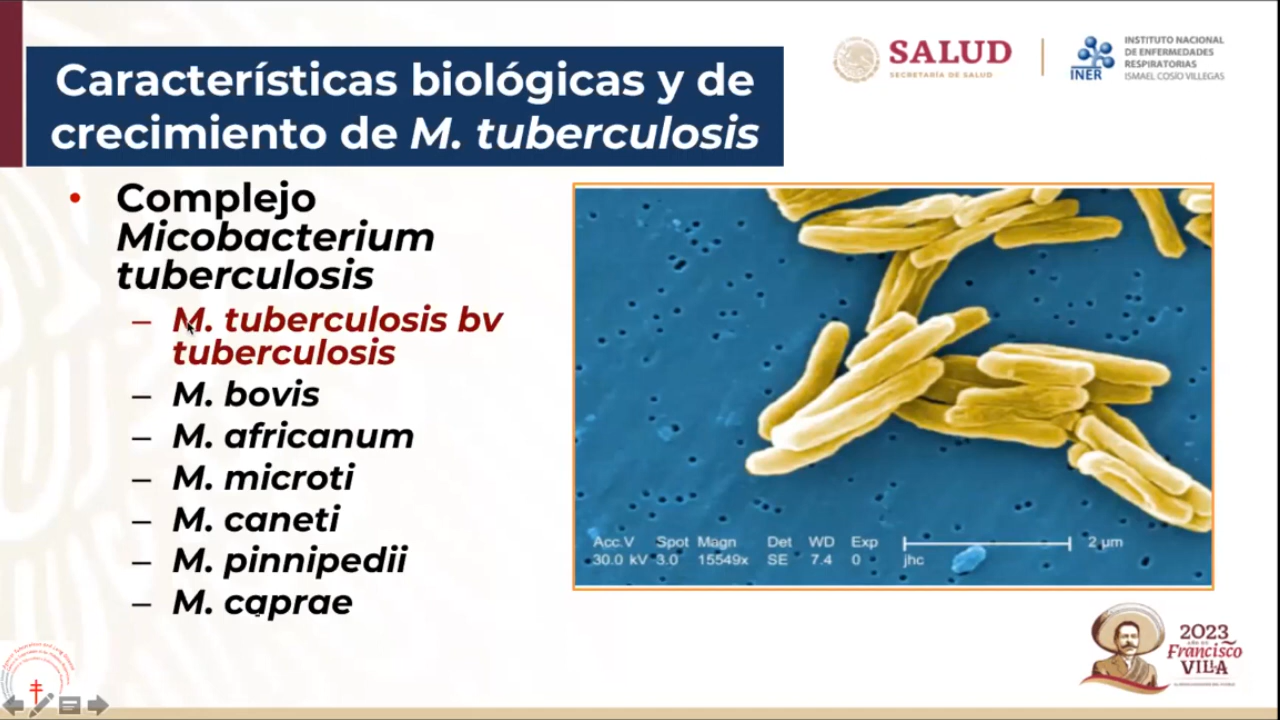 Características biológicas y de
crecimiento de M. tuberculosis
SALUD
SECRETARÍA DE SALUD
INER
INSTITUTO NACIONAL
DE ENFERMEDADES
RESPIRATORIAS
ISMAEL COSÍO VILLEGAS
• Complejo
Micobacterium
tuberculosis
– M. tuberculosis bv
tuberculosis
– M. bovis
– M. africanum
– M. microti
– M. caneti
– M. pinnipedii
– M. caprae
Acc.V Spot Magn Det WD Exp 2 µm
30.0 kV 3.0 15549x SE 7.4 0 jhc
2023
AÑO DE
Francisco
VILLA